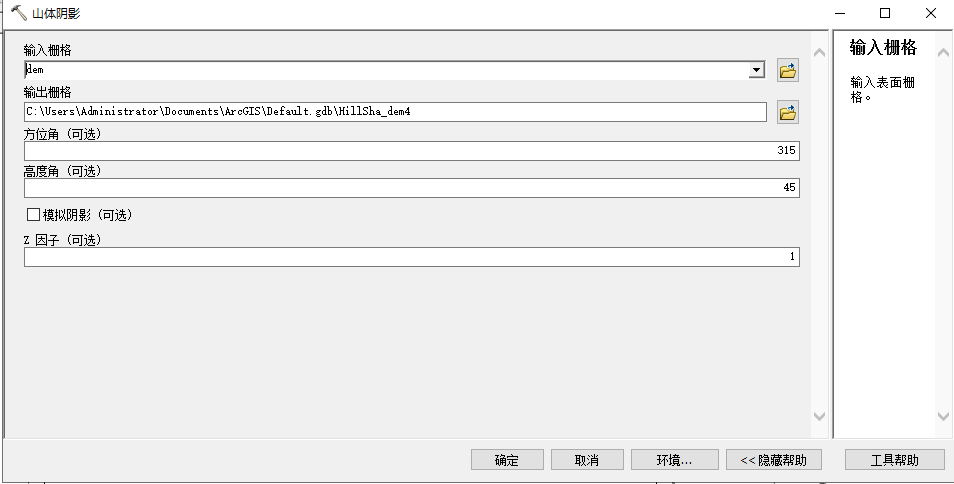 山体阴影
输入栅格
dem
输出栅格
C:\Users\Administrator\Documents\ArcGIS\Default.gdb\HillSha_dem4
方位角（可选）
315
高度角（可选）
45
模拟阴影（可选）
Z 因子（可选）
1
确定
取消
环境...
<< 隐藏帮助
工具帮助
输入栅格
输入表面栅
格。